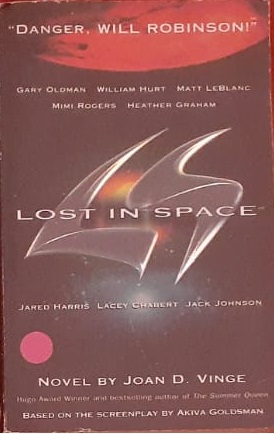 "DANGER, WILL ROBINSON!"
GARY OLDMAN WILLIAM HURT MATT LEBLANC
MIMI ROGERS HEATHER GRAHAM
LOST IN SPACE
JARED HARRIS LACEY CHABERT JACK JOHNSON
NOVEL BY JOAN D. VINGE
Hugo Award Winner and bestselling author of The Summer Queen
BASED ON THE SCREENPLAY BY AKIVA GOLDSMAN